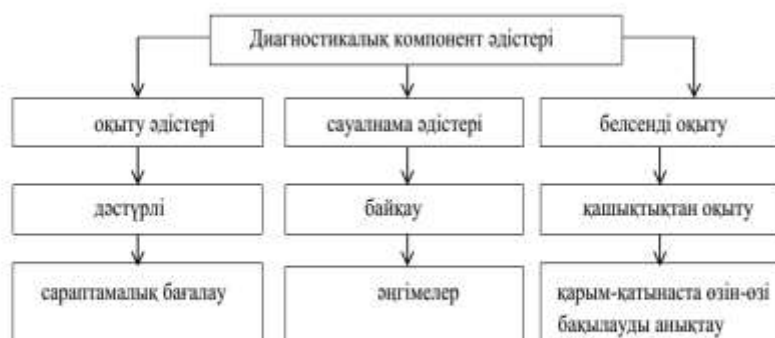 Диагностикалық компонент әдістері
оқыту әдістері
сауалнама әдістері
белсенді оқыту
дәстүрлі
байқау
қашықтықтан оқыту
сараптамалық бағалау
әңгімелер
қарым-қатынаста өзін-өзі
бақылауды анықтау